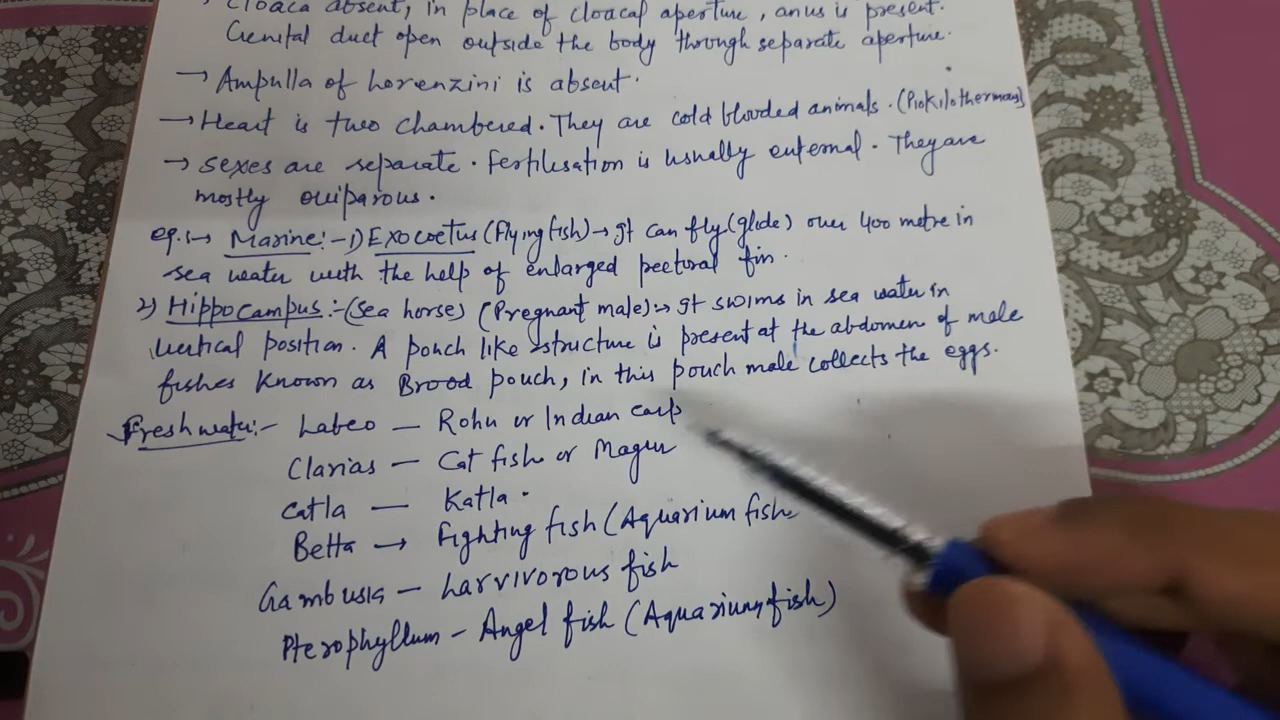 → Cloaca absent, in place of cloacal aperture, anus is present.
Genital duct open outside the body through separate aperture.
→ Ampulla of Lorenzini is absent.
→ Heart is two chambered. They are cold blooded animals. (Poikilothermous)
→ Sexes are separate. Fertilisation is usually external. They are
mostly oviparous.
eg.:→ Marine:- 1) Exocoetus (Flying fish) → It can fly (glide) over 400 metre in
sea water with the help of enlarged pectoral fin.
2) Hippocampus:- (Sea horse) (Pregnant male):→ It swims in sea water in
vertical position. A pouch like structure is present at the abdomen of male
fishes known as Brood pouch, in this pouch male collects the eggs.
Freshwater:- Labeo — Rohu or Indian carp
Clarias — Cat fish or Magur
Catla — Katla.
Betta → Fighting fish (Aquarium fish
Gambusia — Larvivorous fish
Pterophyllum — Angel fish (Aquarium fish)